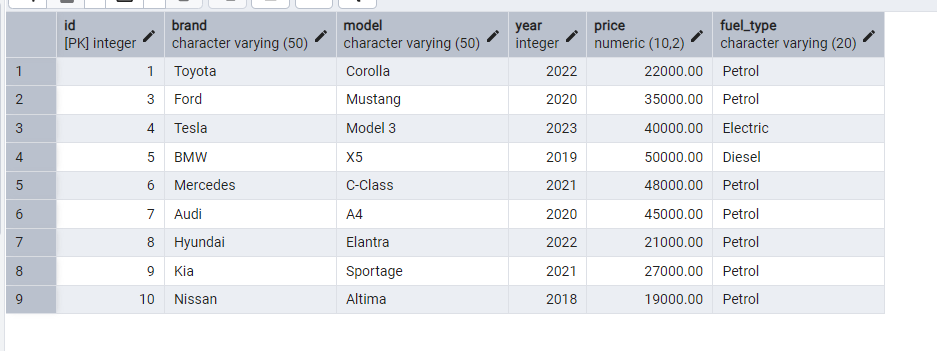 id brand model year price fuel_type
[PK] integer character varying (50) character varying (50) integer numeric (10,2) character varying (20)
1 1 Toyota Corolla 2022 22000.00 Petrol
2 3 Ford Mustang 2020 35000.00 Petrol
3 4 Tesla Model 3 2023 40000.00 Electric
4 5 BMW X5 2019 50000.00 Diesel
5 6 Mercedes C-Class 2021 48000.00 Petrol
6 7 Audi A4 2020 45000.00 Petrol
7 8 Hyundai Elantra 2022 21000.00 Petrol
8 9 Kia Sportage 2021 27000.00 Petrol
9 10 Nissan Altima 2018 19000.00 Petrol